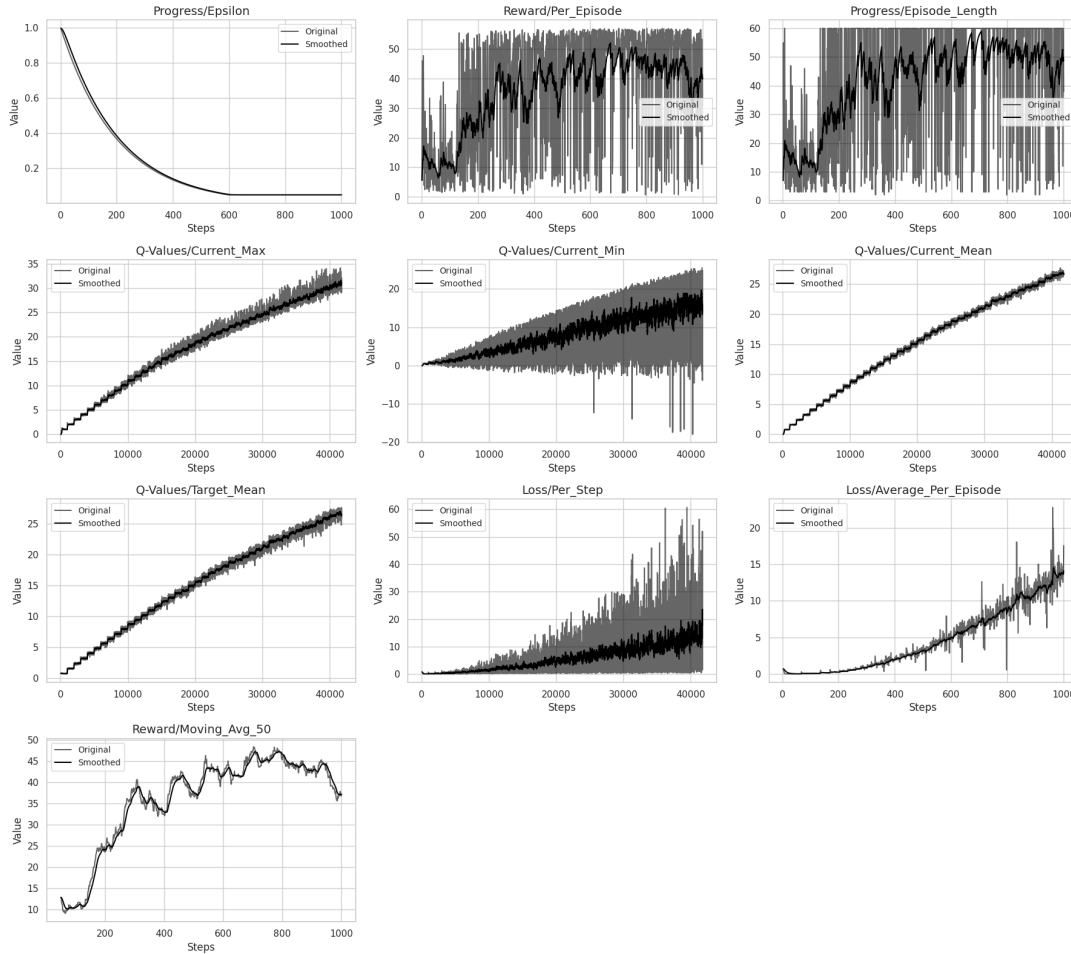 Progress/Epsilon
1.0
0.8
0.6
0.4
0.2
Value
Original
Smoothed
0 200 400 600 800 1000
Steps
Reward/Per_Episode
50
40
30
20
10
0
Value
Original
Smoothed
0 200 400 600 800 1000
Steps
Progress/Episode_Length
60
50
40
30
20
10
0
Value
Original
Smoothed
0 200 400 600 800 1000
Steps
Q-Values/Current_Max
35
30
25
20
15
10
5
0
Value
Original
Smoothed
0 10000 20000 30000 40000
Steps
Q-Values/Current_Min
20
10
0
−10
−20
Value
Original
Smoothed
0 10000 20000 30000 40000
Steps
Q-Values/Current_Mean
25
20
15
10
5
0
Value
Original
Smoothed
0 10000 20000 30000 40000
Steps
Q-Values/Target_Mean
25
20
15
10
5
0
Value
Original
Smoothed
0 10000 20000 30000 40000
Steps
Loss/Per_Step
60
50
40
30
20
10
0
Value
Original
Smoothed
0 10000 20000 30000 40000
Steps
Loss/Average_Per_Episode
20
15
10
5
0
Value
Original
Smoothed
0 200 400 600 800 1000
Steps
Reward/Moving_Avg_50
50
45
40
35
30
25
20
15
10
Value
Original
Smoothed
200 400 600 800 1000
Steps